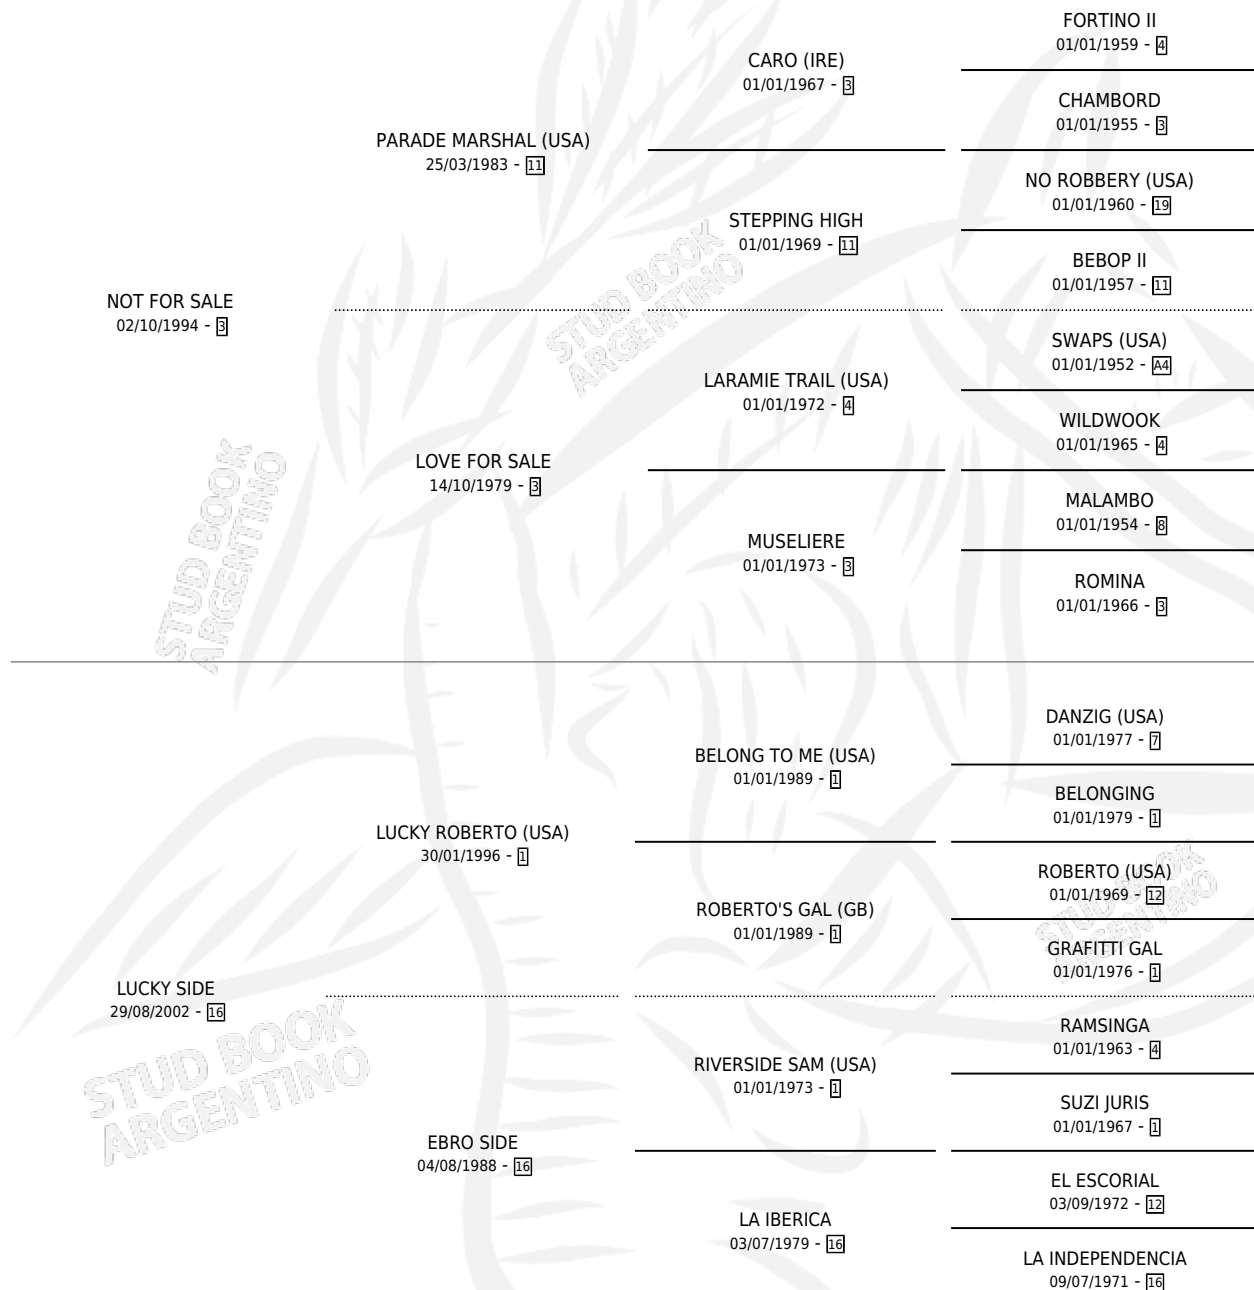 FORTINO II
01/01/1959 - 4
CARO (IRE)
01/01/1967 - 3
CHAMBORD
01/01/1955 - 3
PARADE MARSHAL (USA)
25/03/1983 - 11
NO ROBBERY (USA)
01/01/1960 - 19
STEPPING HIGH
01/01/1969 - 11
BEBOP II
01/01/1957 - 11
NOT FOR SALE
02/10/1994 - 3
SWAPS (USA)
01/01/1952 - A4
LARAMIE TRAIL (USA)
01/01/1972 - 4
WILDWOOK
01/01/1965 - 4
LOVE FOR SALE
14/10/1979 - 3
MALAMBO
01/01/1954 - 8
MUSELIERE
01/01/1973 - 3
ROMINA
01/01/1966 - 3
STUD BOOK
ARGENTINO
STUD BOOK
ARGENTINO
DANZIG (USA)
01/01/1977 - 7
BELONG TO ME (USA)
01/01/1989 - 1
BELONGING
01/01/1979 - 1
LUCKY ROBERTO (USA)
30/01/1996 - 1
ROBERTO (USA)
01/01/1969 - 12
ROBERTO'S GAL (GB)
01/01/1989 - 1
GRAFITTI GAL
01/01/1976 - 1
LUCKY SIDE
29/08/2002 - 16
RAMSINGA
01/01/1963 - 4
RIVERSIDE SAM (USA)
01/01/1973 - 1
SUZI JURIS
01/01/1967 - 1
EBRO SIDE
04/08/1988 - 16
EL ESCORIAL
03/09/1972 - 12
LA IBERICA
03/07/1979 - 16
LA INDEPENDENCIA
09/07/1971 - 16
STUD BOOK
ARGENTINO
STUD BOOK
ARGENTINO